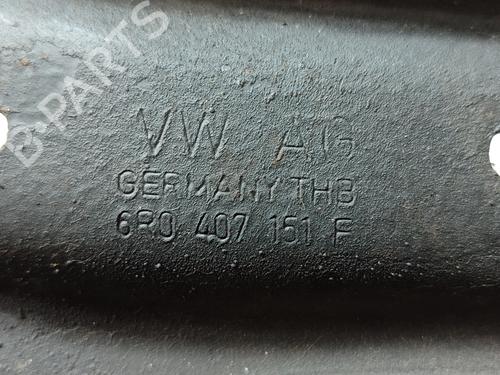 B-PARTS
VW AG
GERMANY THB
6R0 407 151 F